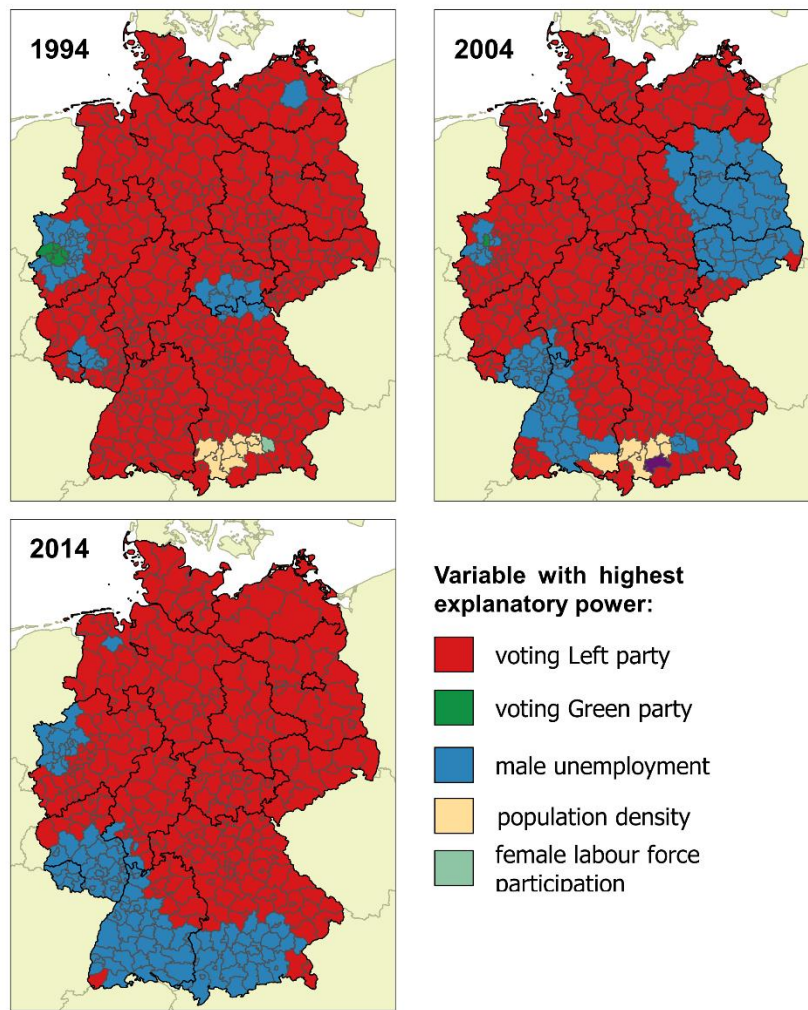 1994
2004
2014
Variable with highest
explanatory power:
voting Left party
voting Green party
male unemployment
population density
female labour force
participation